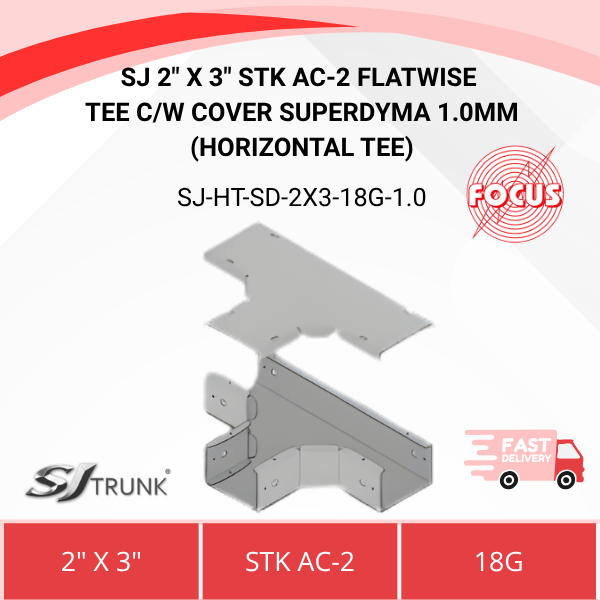 SJ 2" X 3" STK AC-2 FLATWISE
TEE C/W COVER SUPERDYMA 1.0MM
(HORIZONTAL TEE)
SJ-HT-SD-2X3-18G-1.0
FOCUS
FAST
DELIVERY
SJ TRUNK®
2" X 3"
STK AC-2
18G